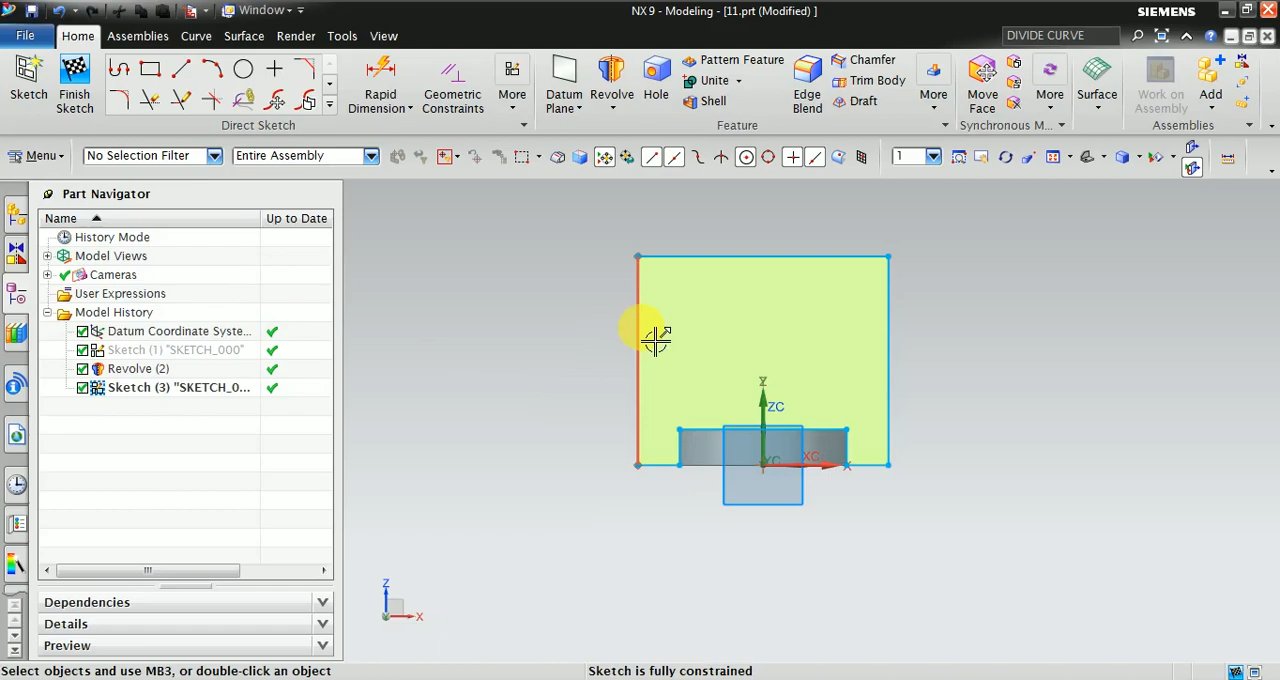 Window
NX 9 - Modeling - [11.prt (Modified) ]
SIEMENS
File
Home
Assemblies
Curve
Surface
Render
Tools
View
DIVIDE CURVE
Sketch
Finish Sketch
Rapid Dimension
Geometric Constraints
More
Datum Plane
Revolve
Hole
Pattern Feature
Unite
Shell
Edge Blend
Chamfer
Trim Body
Draft
More
Move Face
More
Surface
Work on Assembly
Add
Direct Sketch
Feature
Synchronous M...
Assemblies
Menu
No Selection Filter
Entire Assembly
1
Part Navigator
Name
Up to Date
History Mode
Model Views
Cameras
User Expressions
Model History
Datum Coordinate Syste...
Sketch (1) "SKETCH_000"
Revolve (2)
Sketch (3) "SKETCH_0...
Dependencies
Details
Preview
ZC
YC
XC
X
Z
X
Select objects and use MB3, or double-click an object
Sketch is fully constrained